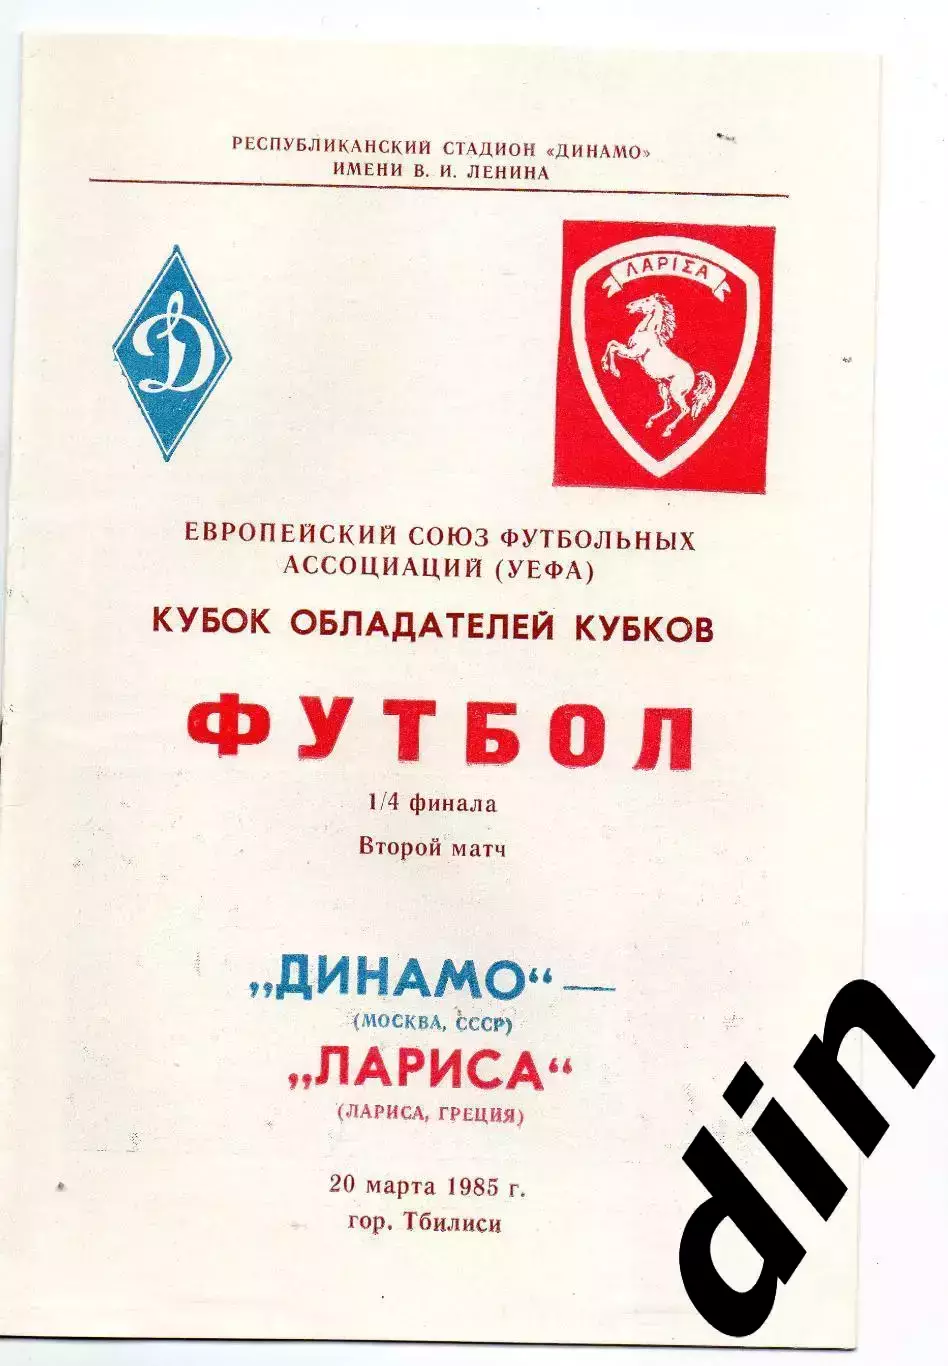 РЕСПУБЛИКАНСКИЙ СТАДИОН «ДИНАМО»
ИМЕНИ В. И. ЛЕНИНА
Д
ΛΑΡΙΣΑ
ЕВРОПЕЙСКИЙ СОЮЗ ФУТБОЛЬНЫХ
АССОЦИАЦИЙ (УЕФА)
КУБОК ОБЛАДАТЕЛЕЙ КУБКОВ
ФУТБОЛ
1/4 финала
Второй матч
„ДИНАМО“ —
(МОСКВА, СССР)
„ЛАРИСА“
(ЛАРИСА, ГРЕЦИЯ)
20 марта 1985 г.
гор. Тбилиси
din